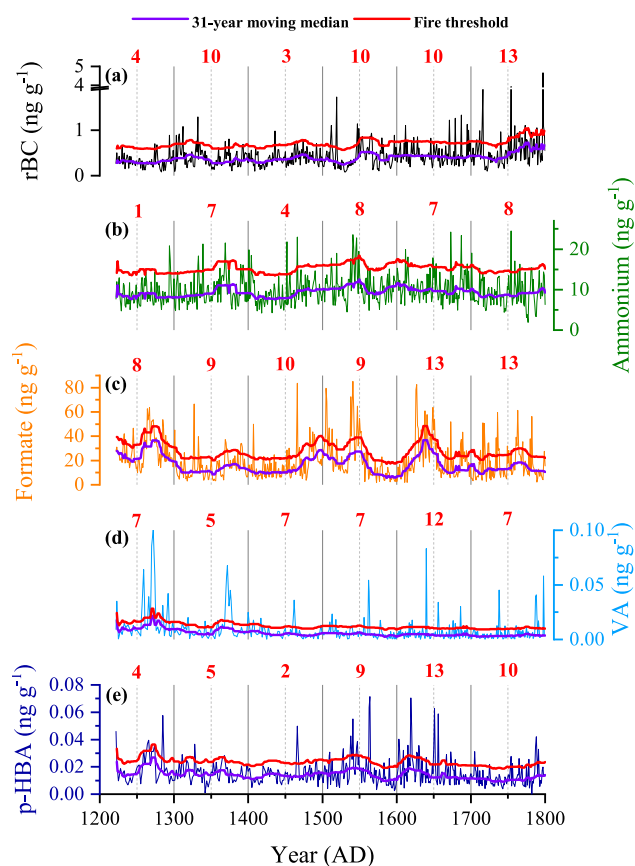 31-year moving median Fire threshold
4 10 3 10 10 13
(a)
5
4
1
0
rBC (ng g⁻¹)
1 7 4 8 7 8
(b)
20
15
10
5
0
Ammonium (ng g⁻¹)
8 9 10 9 13 13
(c)
80
60
40
20
0
Formate (ng g⁻¹)
7 5 7 7 12 7
(d)
0.10
0.05
0.00
VA (ng g⁻¹)
4 5 2 9 13 10
(e)
0.08
0.06
0.04
0.02
0.00
p-HBA (ng g⁻¹)
1200 1300 1400 1500 1600 1700 1800
Year (AD)